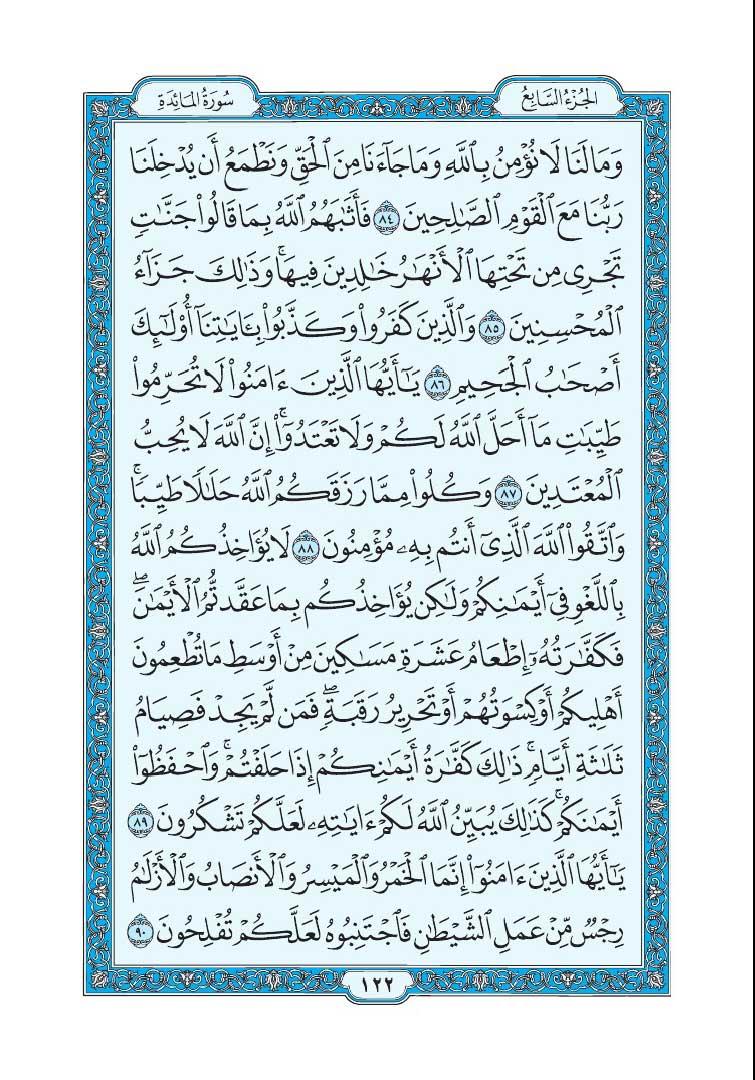 الجُزْءُ السَّابِعُ
سُورَةُ المَائِدَةِ
وَمَا لَنَا لَا نُؤْمِنُ بِٱللَّهِ وَمَا جَآءَنَا مِنَ ٱلْحَقِّ وَنَطْمَعُ أَن يُدْخِلَنَا
رَبُّنَا مَعَ ٱلْقَوْمِ ٱلصَّـٰلِحِينَ ٨٤ فَأَثَـٰبَهُمُ ٱللَّهُ بِمَا قَالُوا۟ جَنَّـٰتٍ
تَجْرِى مِن تَحْتِهَا ٱلْأَنْهَـٰرُ خَـٰلِدِينَ فِيهَا ۚ وَذَٰلِكَ جَزَآءُ
ٱلْمُحْسِنِينَ ٨٥ وَٱلَّذِينَ كَفَرُوا۟ وَكَذَّبُوا۟ بِـَٔايَـٰتِنَآ أُو۟لَـٰٓئِكَ
أَصْحَـٰبُ ٱلْجَحِيمِ ٨٦ يَـٰٓأَيُّهَا ٱلَّذِينَ ءَامَنُوا۟ لَا تُحَرِّمُوا۟
طَيِّبَـٰتِ مَآ أَحَلَّ ٱللَّهُ لَكُمْ وَلَا تَعْتَدُوٓا۟ ۚ إِنَّ ٱللَّهَ لَا يُحِبُّ
ٱلْمُعْتَدِينَ ٨٧ وَكُلُوا۟ مِمَّا رَزَقَكُمُ ٱللَّهُ حَلَـٰلًا طَيِّبًا ۚ
وَٱتَّقُوا۟ ٱللَّهَ ٱلَّذِىٓ أَنتُم بِهِۦ مُؤْمِنُونَ ٨٨ لَا يُؤَاخِذُكُمُ ٱللَّهُ
بِٱللَّغْوِ فِىٓ أَيْمَـٰنِكُمْ وَلَـٰكِن يُؤَاخِذُكُم بِمَا عَقَّدتُّمُ ٱلْأَيْمَـٰنَ ۖ
فَكَفَّـٰرَتُهُۥٓ إِطْعَامُ عَشَرَةِ مَسَـٰكِينَ مِنْ أَوْسَطِ مَا تُطْعِمُونَ
أَهْلِيكُمْ أَوْ كِسْوَتُهُمْ أَوْ تَحْرِيرُ رَقَبَةٍ ۖ فَمَن لَّمْ يَجِدْ فَصِيَامُ
ثَلَـٰثَةِ أَيَّامٍ ۚ ذَٰلِكَ كَفَّـٰرَةُ أَيْمَـٰنِكُمْ إِذَا حَلَفْتُمْ ۚ وَٱحْفَظُوٓا۟
أَيْمَـٰنَكُمْ ۚ كَذَٰلِكَ يُبَيِّنُ ٱللَّهُ لَكُمْ ءَايَـٰتِهِۦ لَعَلَّكُمْ تَشْكُرُونَ ٨٩
يَـٰٓأَيُّهَا ٱلَّذِينَ ءَامَنُوٓا۟ إِنَّمَا ٱلْخَمْرُ وَٱلْمَيْسِرُ وَٱلْأَنصَابُ وَٱلْأَزْلَـٰمُ
رِجْسٌ مِّنْ عَمَلِ ٱلشَّيْطَـٰنِ فَٱجْتَنِبُوهُ لَعَلَّكُمْ تُفْلِحُونَ ٩٠
١٢٢